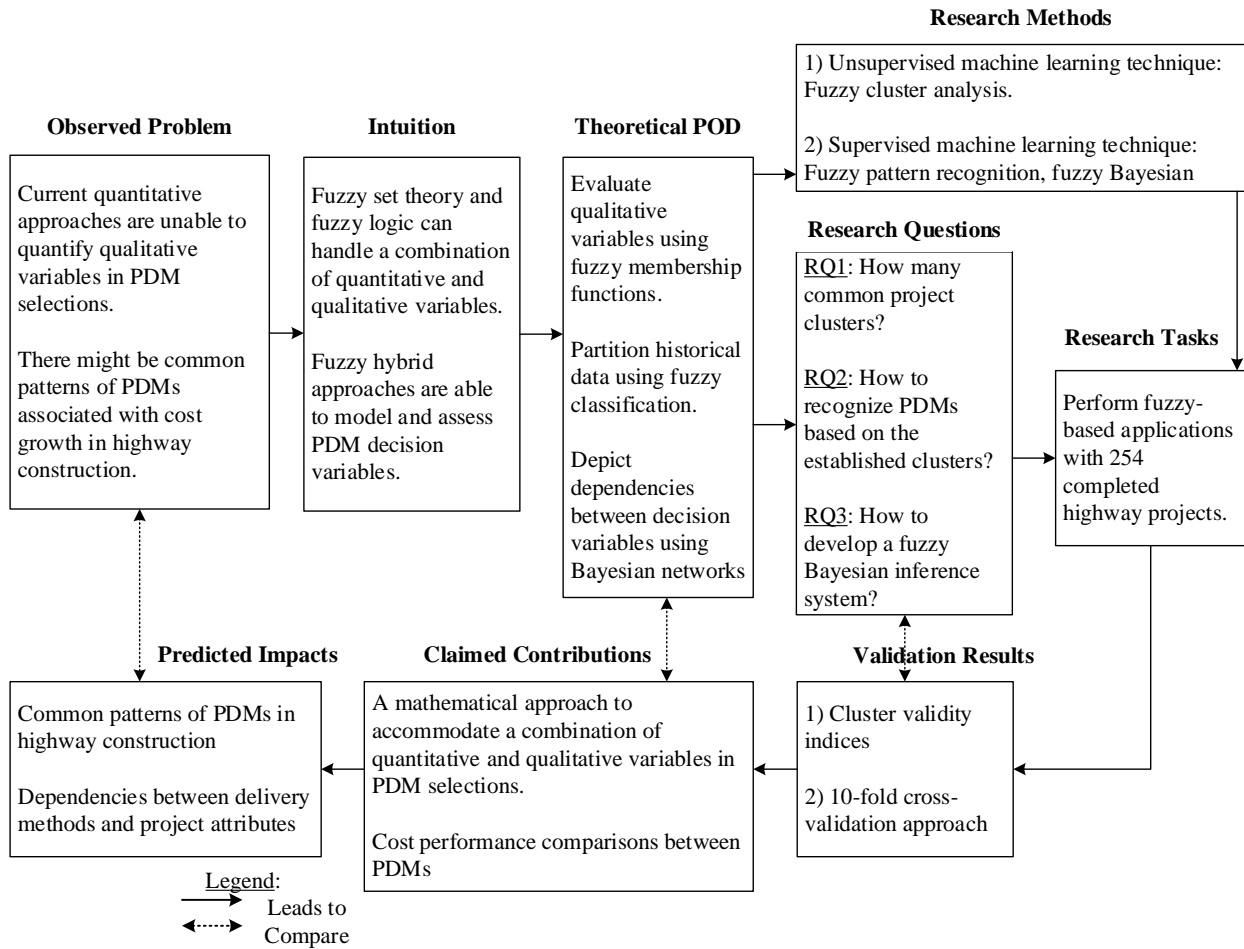 Research Methods
1) Unsupervised machine learning technique:
Fuzzy cluster analysis.
2) Supervised machine learning technique:
Fuzzy pattern recognition, fuzzy Bayesian
Observed Problem
Current quantitative
approaches are unable to
quantify qualitative
variables in PDM
selections.
There might be common
patterns of PDMs
associated with cost
growth in highway
construction.
Intuition
Fuzzy set theory and
fuzzy logic can
handle a combination
of quantitative and
qualitative variables.
Fuzzy hybrid
approaches are able
to model and assess
PDM decision
variables.
Theoretical POD
Evaluate
qualitative
variables using
fuzzy membership
functions.
Partition historical
data using fuzzy
classification.
Depict
dependencies
between decision
variables using
Bayesian networks
Research Questions
RQ1: How many
common project
clusters?
RQ2: How to
recognize PDMs
based on the
established clusters?
RQ3: How to
develop a fuzzy
Bayesian inference
system?
Research Tasks
Perform fuzzy-
based applications
with 254
completed
highway projects.
Predicted Impacts
Common patterns of PDMs in
highway construction
Dependencies between delivery
methods and project attributes
Claimed Contributions
A mathematical approach to
accommodate a combination of
quantitative and qualitative variables in
PDM selections.
Cost performance comparisons between
PDMs
Validation Results
1) Cluster validity
indices
2) 10-fold cross-
validation approach
Legend:
Leads to
Compare